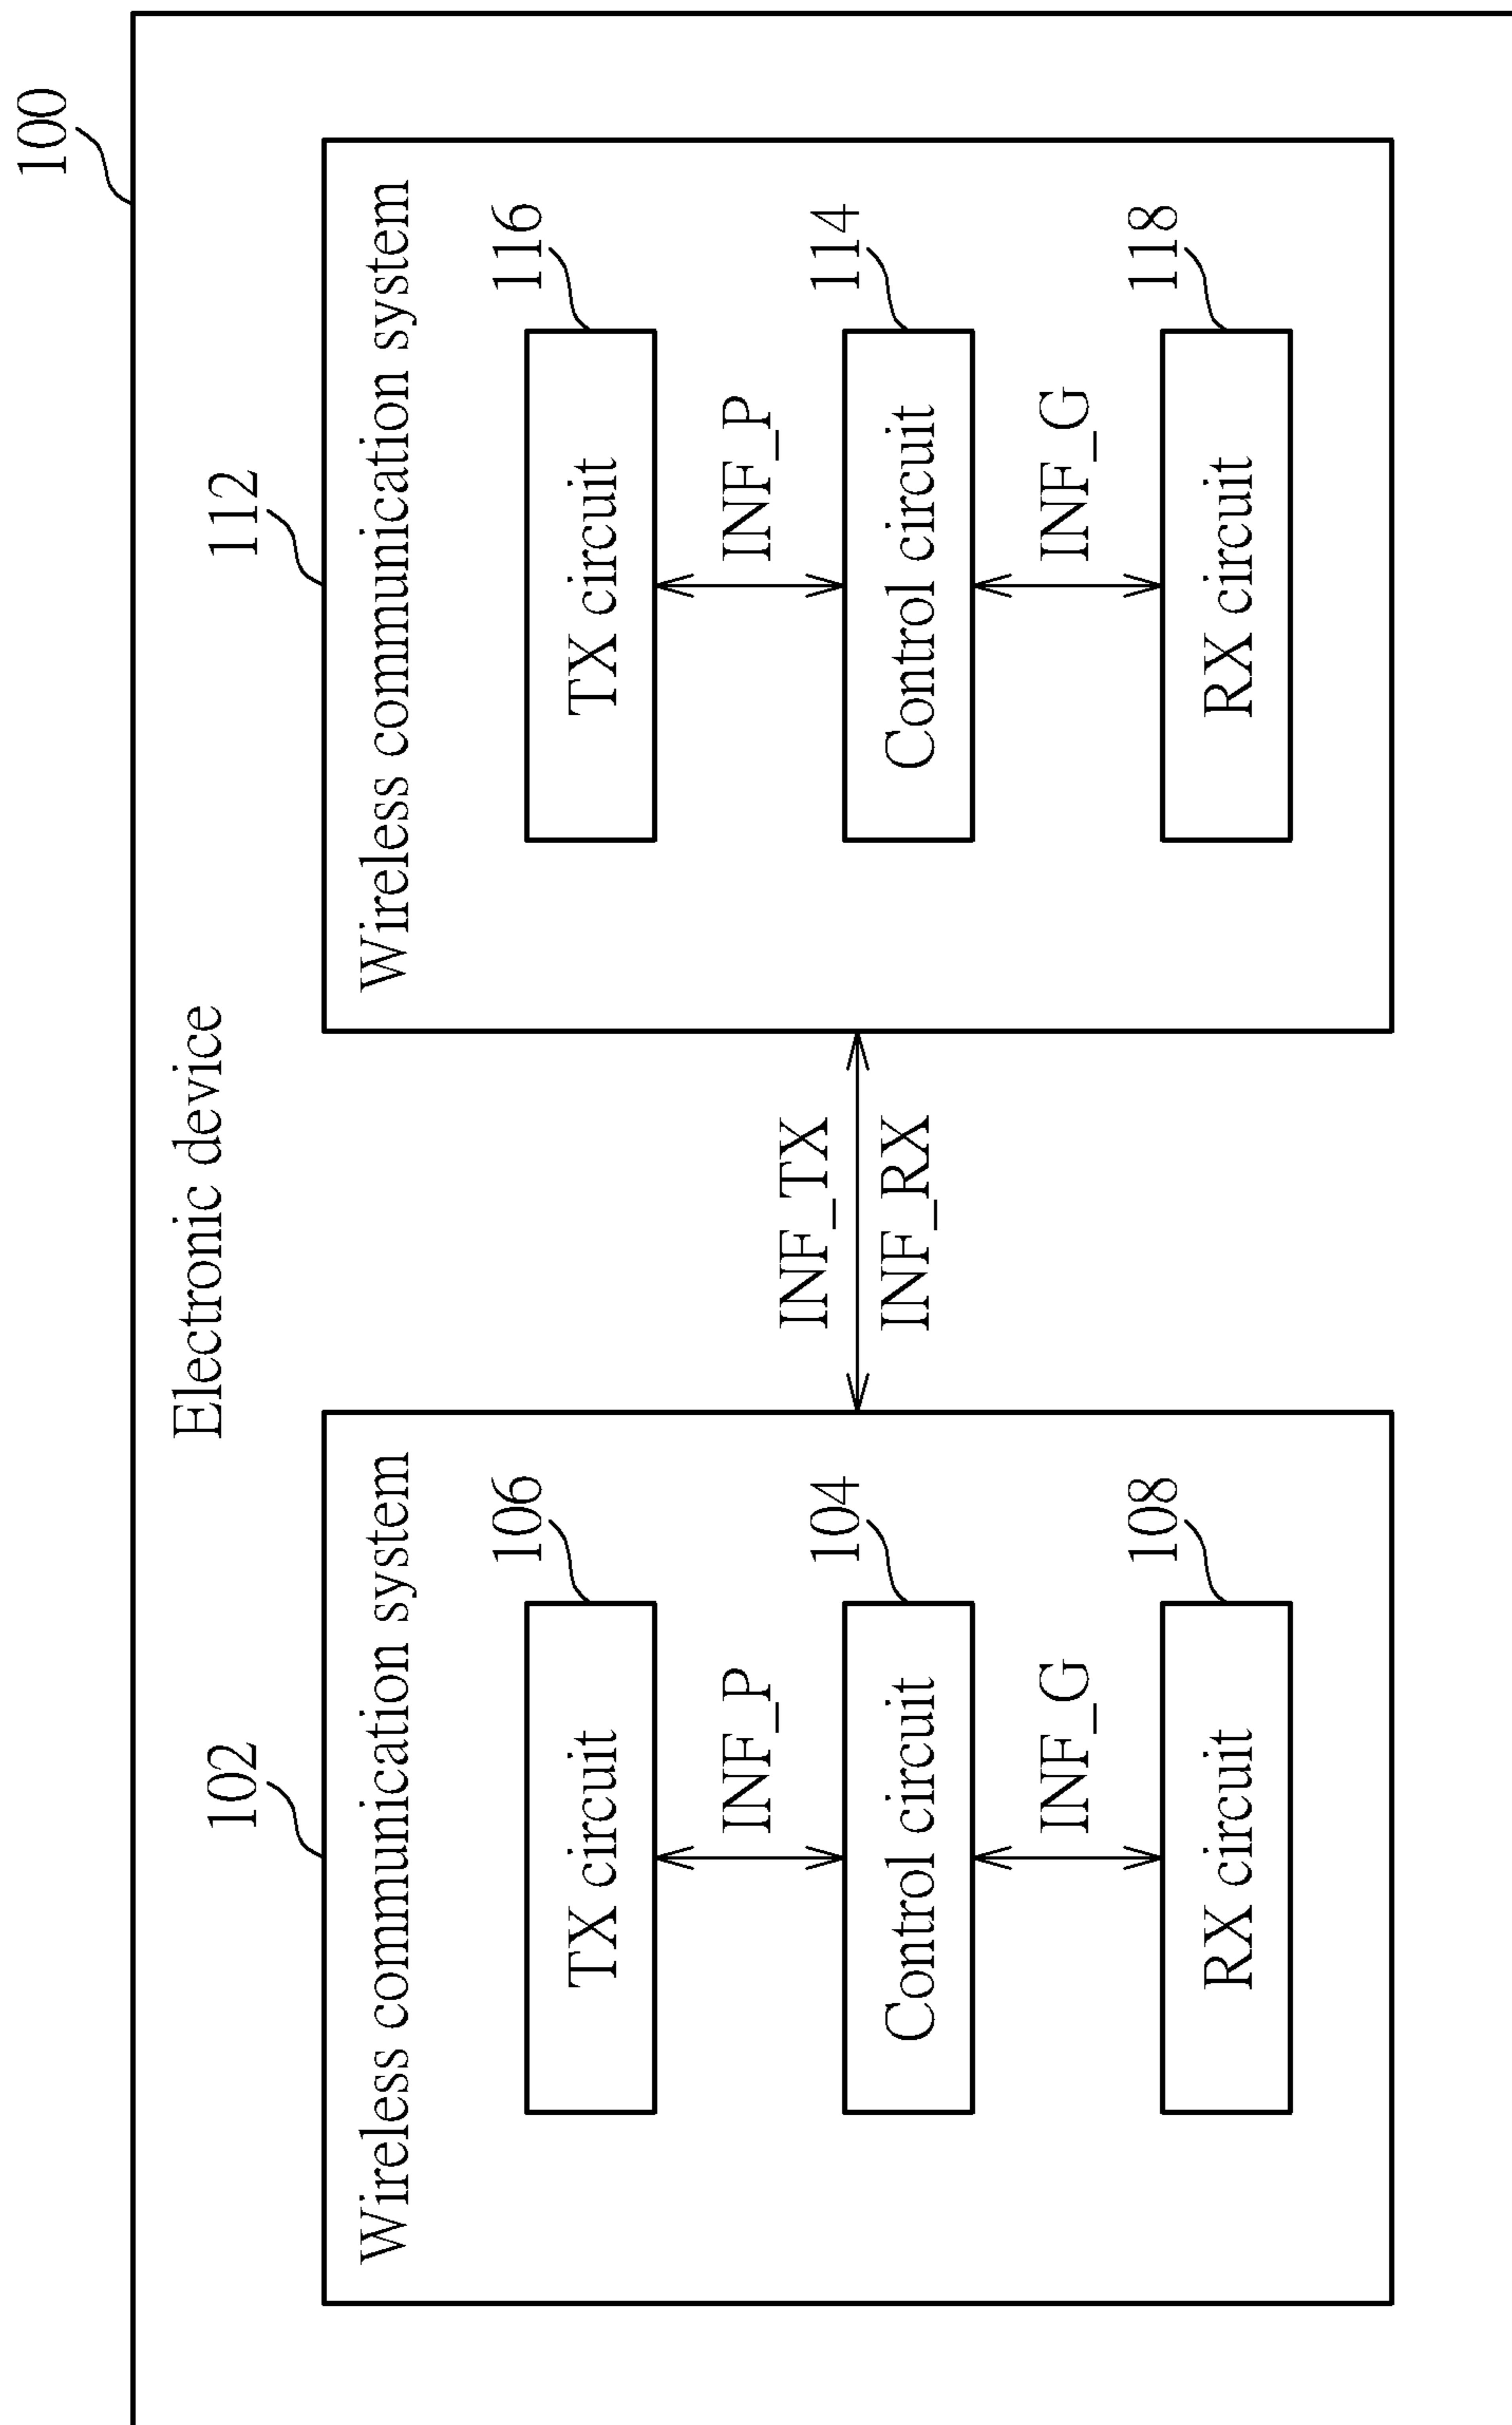 100
Electronic device
102
Wireless communication system
106
TX circuit
INF_P
104
Control circuit
INF_G
108
RX circuit
INF_TX
INF_RX
112
Wireless communication system
116
TX circuit
INF_P
114
Control circuit
INF_G
118
RX circuit